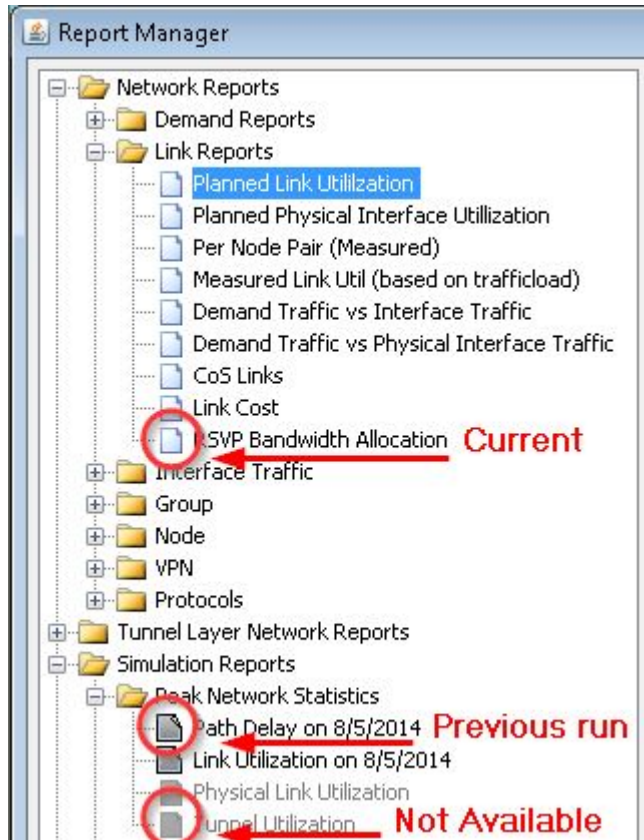 Report Manager
Network Reports
Demand Reports
Link Reports
Planned Link Utililzation
Planned Physical Interface Utillization
Per Node Pair (Measured)
Measured Link Util (based on trafficload)
Demand Traffic vs Interface Traffic
Demand Traffic vs Physical Interface Traffic
CoS Links
Link Cost
RSVP Bandwidth Allocation Current
Interface Traffic
Group
Node
VPN
Protocols
Tunnel Layer Network Reports
Simulation Reports
Peak Network Statistics
Path Delay on 8/5/2014 Previous run
Link Utilization on 8/5/2014
Physical Link Utilization
Tunnel Utilization Not Available